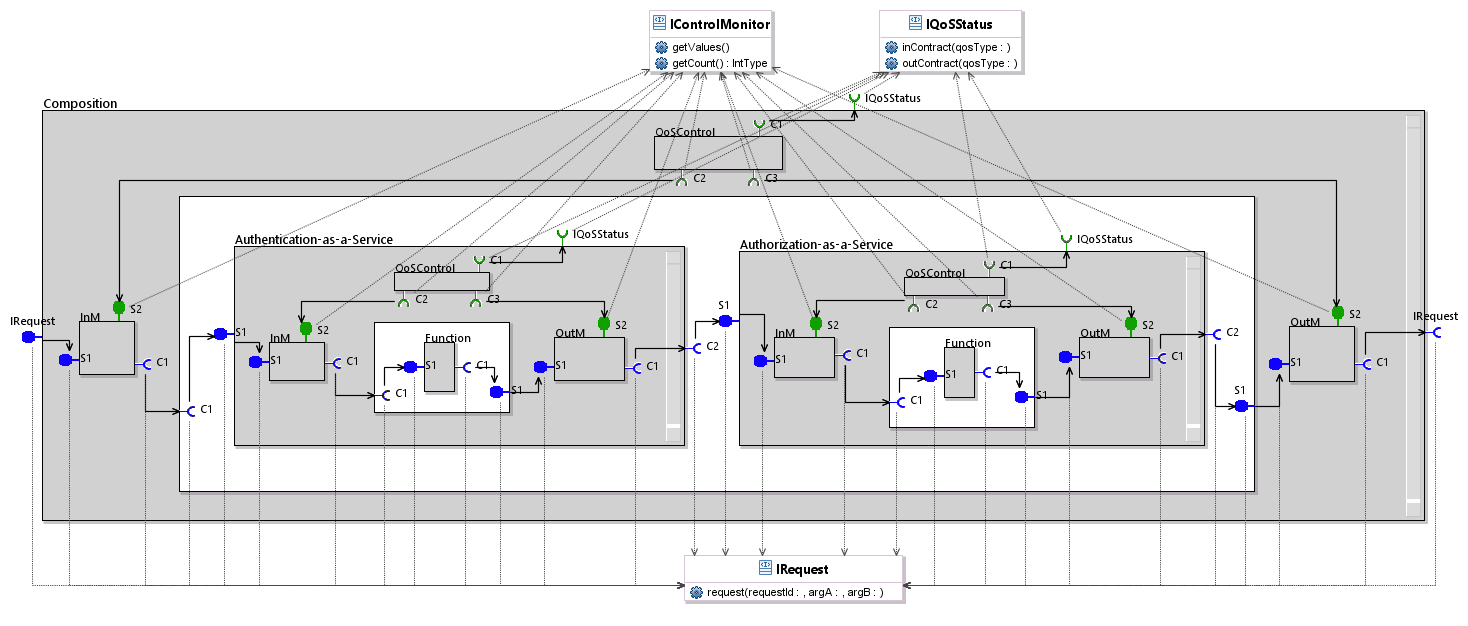 IControlMonitor
getValues()
getCount() : IntType
IQoSStatus
inContract(qosType : )
outContract(qosType : )
Composition
IQoSStatus
C1
QoSControl
C2
C3
Authentication-as-a-Service
IQoSStatus
C1
QoSControl
C2
C3
Authorization-as-a-Service
IQoSStatus
C1
QoSControl
C2
C3
IRequest
S2
InM
S1
C1
C1
S1
S2
InM
S1
C1
Function
S1
C1
C1
S1
S2
OutM
S1
C1
C2
S1
S2
InM
S1
C1
Function
S1
C1
C1
S1
S2
OutM
S1
C1
C2
S1
S2
OutM
S1
C1
IRequest
IRequest
request(requestId : , argA : , argB : )